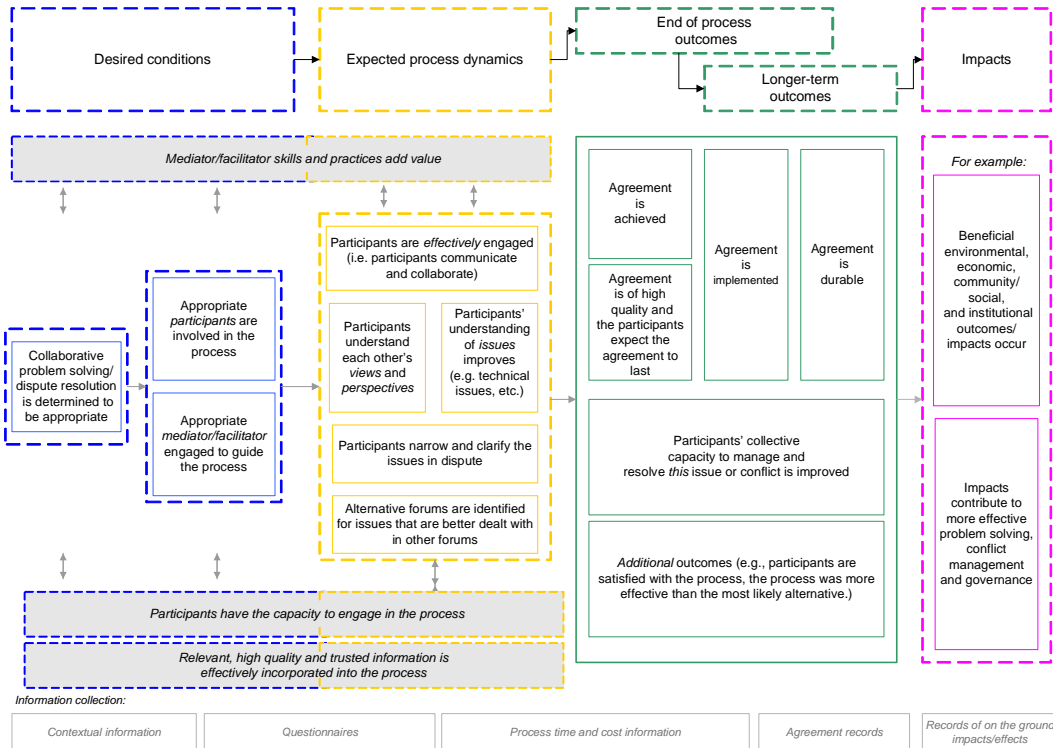 Desired conditions
Expected process dynamics
End of process
outcomes
Longer-term
outcomes
Impacts
Mediator/facilitator skills and practices add value
Collaborative
problem solving/
dispute resolution
is determined to
be appropriate
Appropriate
participants are
involved in the
process
Appropriate
mediator/facilitator
engaged to guide
the process
Participants are effectively engaged
(i.e. participants communicate
and collaborate)
Participants
understand
each other's
views and
perspectives
Participants'
understanding
of issues
improves
(e.g. technical
issues, etc.)
Participants narrow and clarify the
issues in dispute
Alternative forums are identified
for issues that are better dealt with
in other forums
Agreement
is
achieved
Agreement
is of high
quality and
the participants
expect the
agreement to
last
Agreement
is
implemented
Agreement
is
durable
Participants' collective
capacity to manage and
resolve this issue or conflict is improved
Additional outcomes (e.g., participants are
satisfied with the process, the process was more
effective than the most likely alternative.)
For example:
Beneficial
environmental,
economic,
community/
social,
and institutional
outcomes/
impacts occur
Impacts
contribute to
more effective
problem solving,
conflict
management
and governance
Participants have the capacity to engage in the process
Relevant, high quality and trusted information is
effectively incorporated into the process
Information collection:
Contextual information
Questionnaires
Process time and cost information
Agreement records
Records of on the ground
impacts/effects